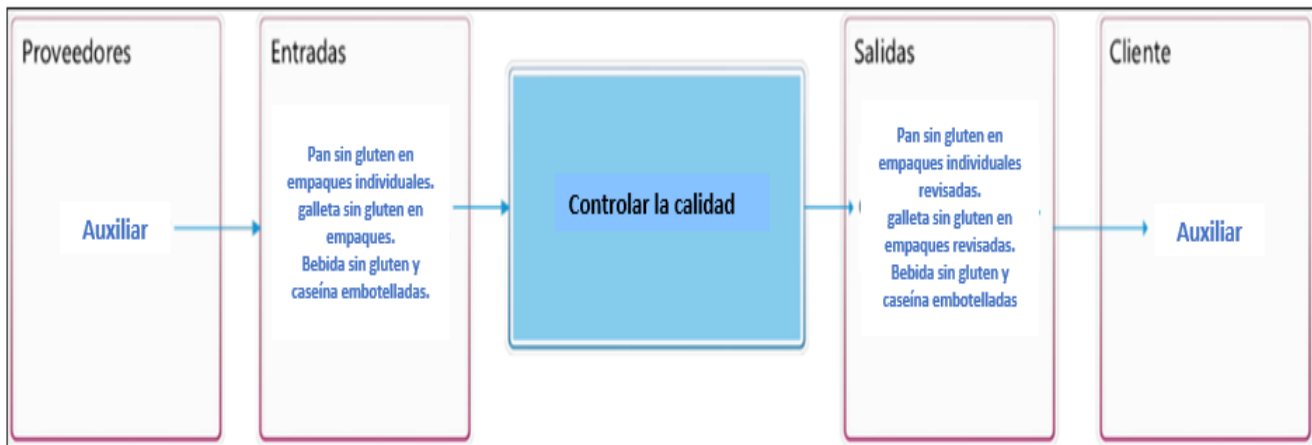 Proveedores
Auxiliar
Entradas
Pan sin gluten en
empaques individuales.
galleta sin gluten en
empaques.
Bebida sin gluten y
caseína embotelladas.
Controlar la calidad
Salidas
Pan sin gluten en
empaques individuales
revisadas.
galleta sin gluten en
empaques revisadas.
Bebida sin gluten y
caseína embotelladas
Cliente
Auxiliar